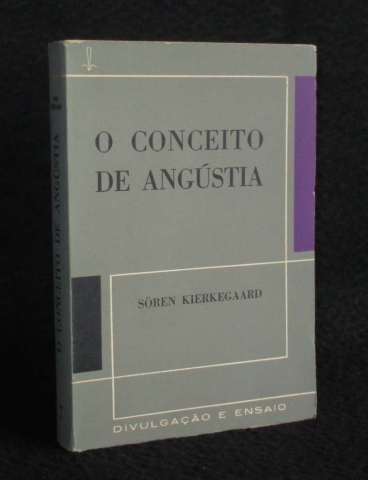 O CONCEITO
DE ANGÚSTIA
SÖREN KIERKEGAARD
DIVULGAÇÃO E ENSAIO
O CONCEITO DE ANGÚSTIA